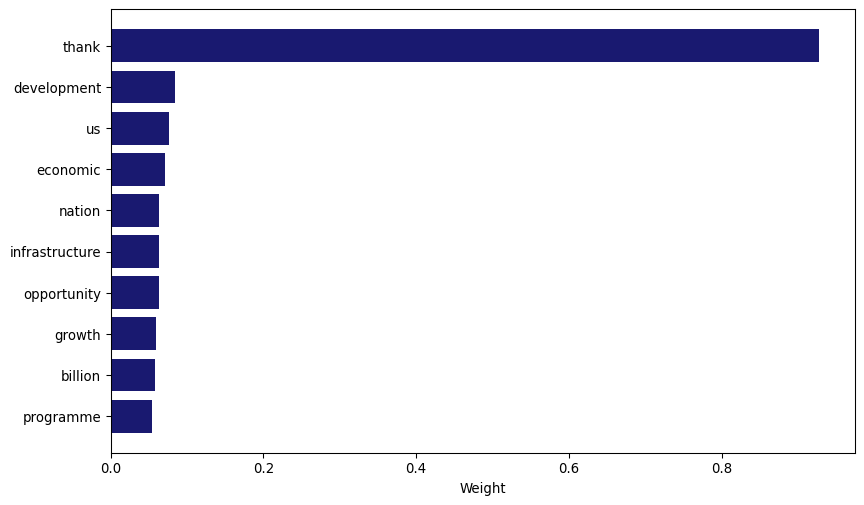 thank
development
us
economic
nation
infrastructure
opportunity
growth
billion
programme
0.0 0.2 0.4 0.6 0.8
Weight